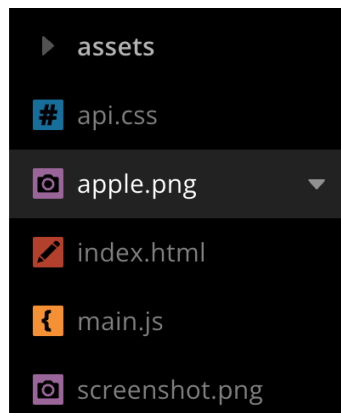 assets
api.css
apple.png
index.html
main.js
screenshot.png